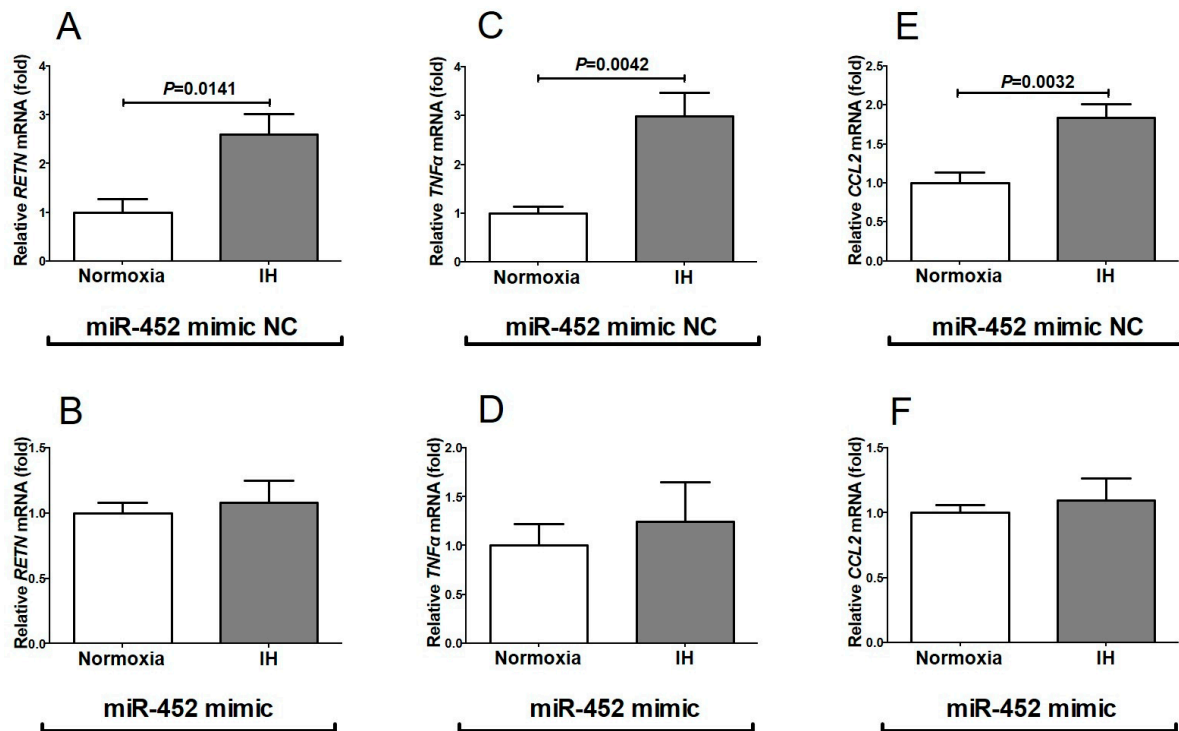 A
Relative RETN mRNA (fold)
4
3
2
1
0
P=0.0141
Normoxia IH
miR-452 mimic NC
C
Relative TNFα mRNA (fold)
4
3
2
1
0
P=0.0042
Normoxia IH
miR-452 mimic NC
E
Relative CCL2 mRNA (fold)
2.5
2.0
1.5
1.0
0.5
0.0
P=0.0032
Normoxia IH
miR-452 mimic NC
B
Relative RETN mRNA (fold)
1.5
1.0
0.5
0.0
Normoxia IH
miR-452 mimic
D
Relative TNFα mRNA (fold)
2.0
1.5
1.0
0.5
0.0
Normoxia IH
miR-452 mimic
F
Relative CCL2 mRNA (fold)
1.5
1.0
0.5
0.0
Normoxia IH
miR-452 mimic